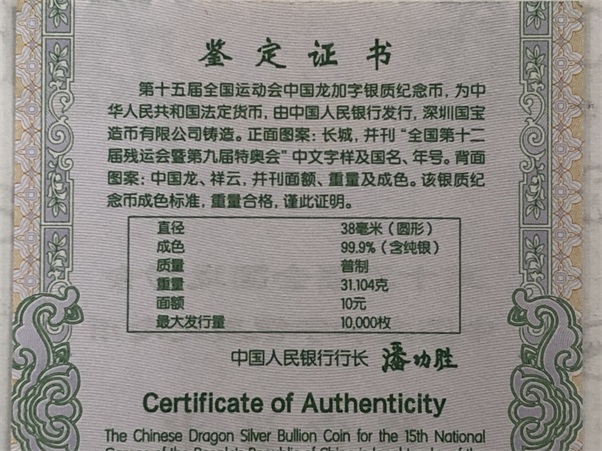 鉴定证书
第十五届全国运动会中国龙加字银质纪念币，为中
华人民共和国法定货币，由中国人民银行发行，深圳国宝
造币有限公司铸造。正面图案：长城，并刊“全国第十二
届残运会暨第九届特奥会”中文字样及国名、年号。背面
图案：中国龙、祥云，并刊面额、重量及成色。该银质纪
念币成色标准，重量合格，谨此证明。
直径 38毫米（圆形）
成色 99.9%（含纯银）
质量 普制
重量 31.104克
面额 10元
最大发行量 10,000枚
中国人民银行行长 潘功胜
Certificate of Authenticity
The Chinese Dragon Silver Bullion Coin for the 15th National